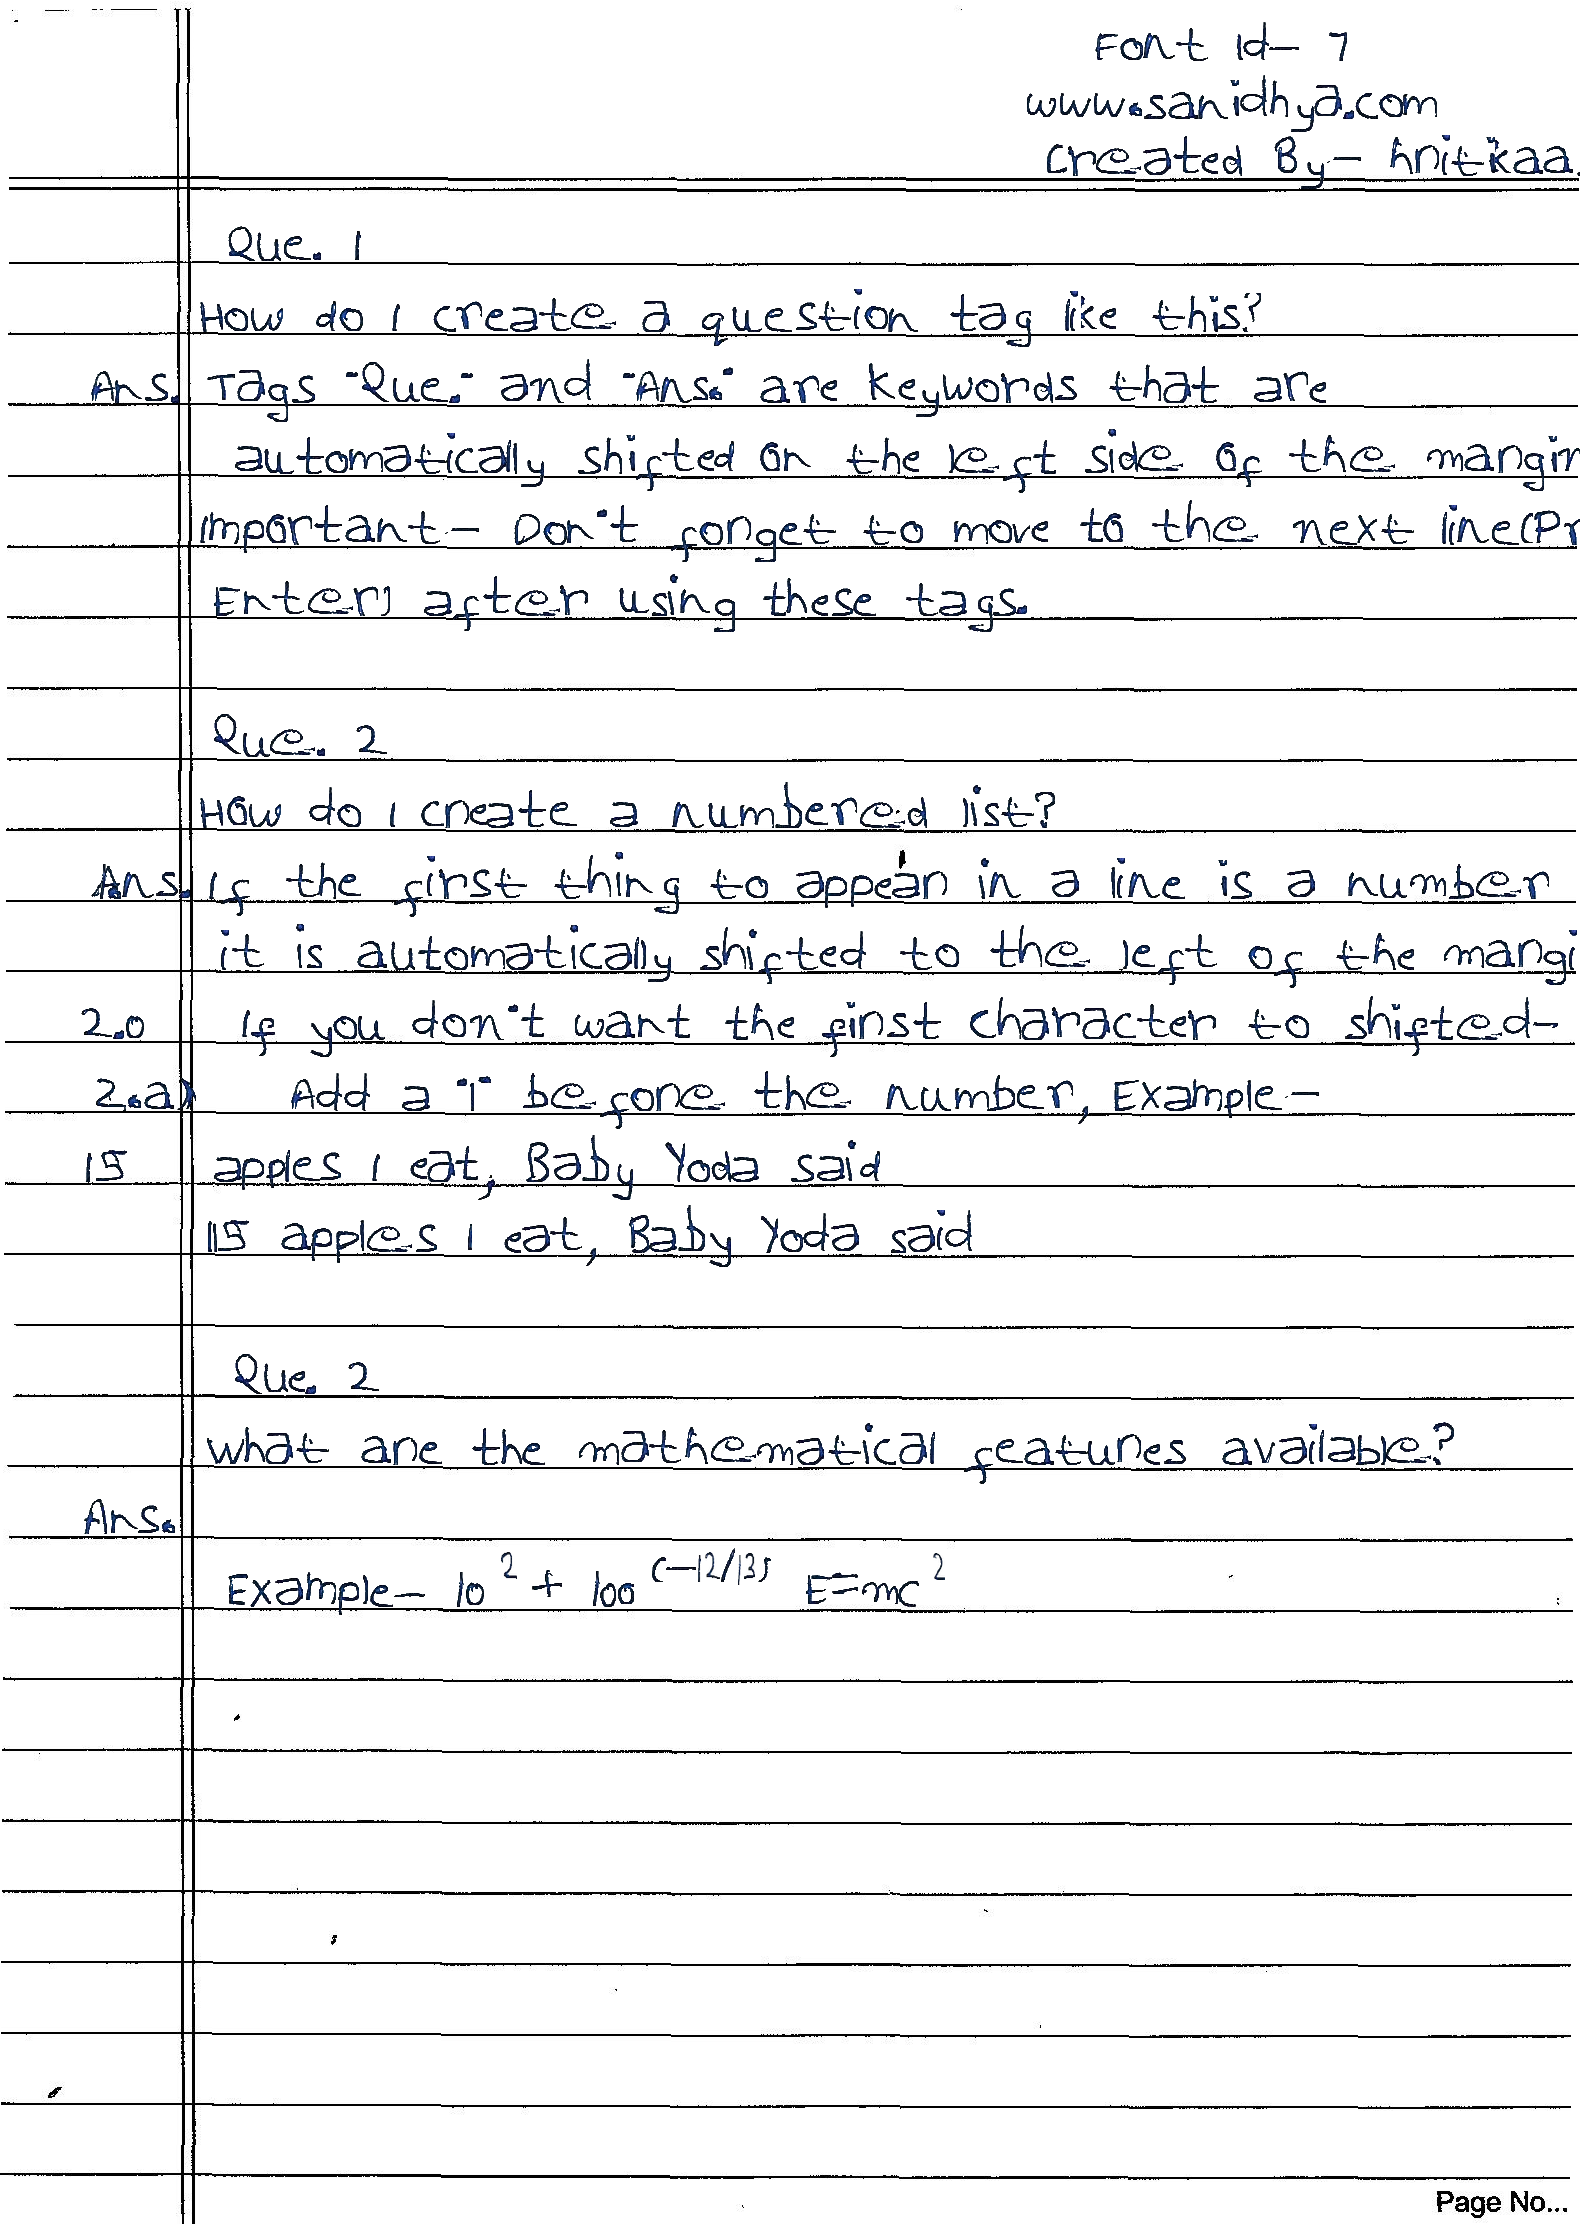 Font Id- 7
www.sanidhya.com
Created By- hritikaa
Que. 1
How do I create a question tag like this?
Ans. Tags "Que." and "Ans." are keywords that are
automatically shifted on the left side of the margin
Important- Don't forget to move to the next line(Pr
Enter) after using these tags.
Que. 2
How do I create a numbered list?
Ans. If the first thing to appear in a line is a number
it is automatically shifted to the left of the margi
2.0 If you don't want the first character to shifted-
2.a) Add a "|" before the number, Example-
15 apples I eat, Baby Yoda said
|15 apples I eat, Baby Yoda said
Que. 2
what are the mathematical features available?
Ans.
Example- 10² + 100⁽⁻¹²/¹³⁾ E=mc²
Page No...